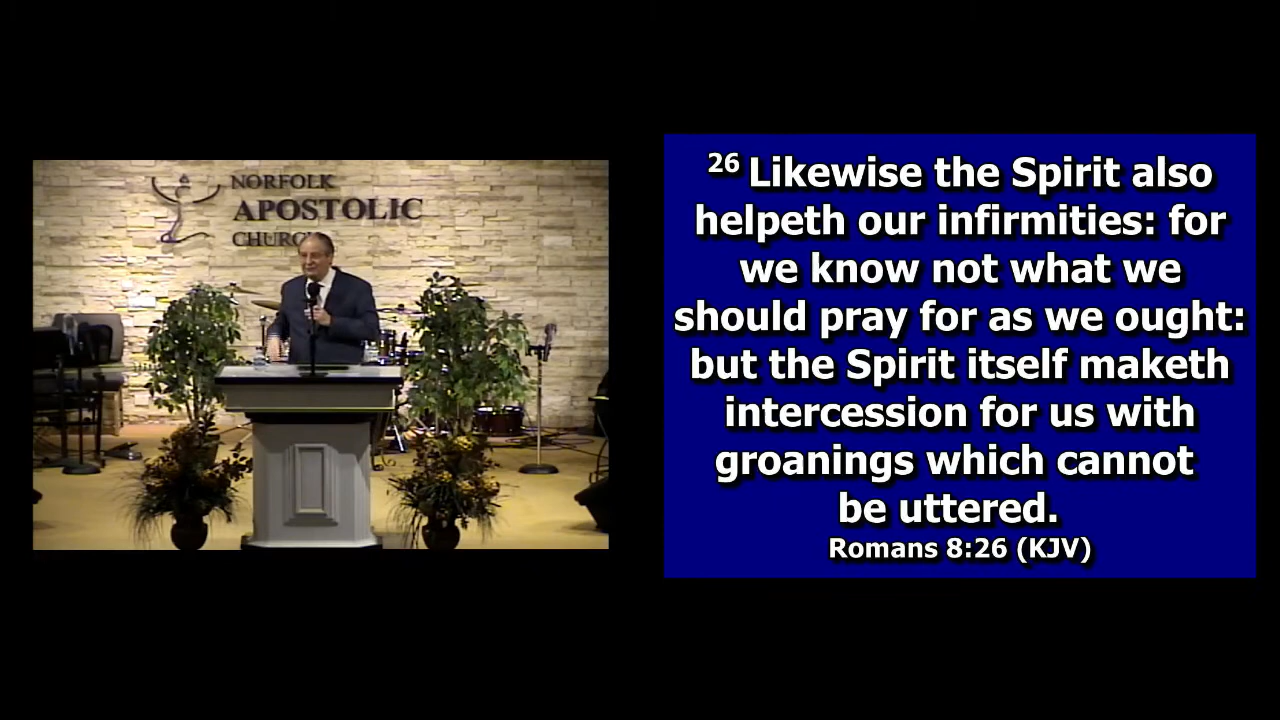 NORFOLK
APOSTOLIC
CHURCH
26 Likewise the Spirit also
helpeth our infirmities: for
we know not what we
should pray for as we ought:
but the Spirit itself maketh
intercession for us with
groanings which cannot
be uttered.
Romans 8:26 (KJV)